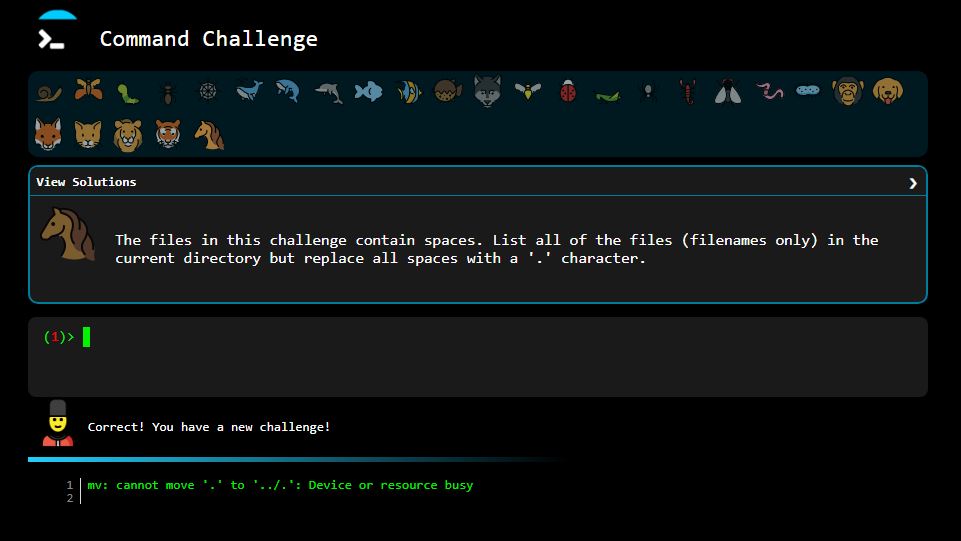 Command Challenge
View Solutions
The files in this challenge contain spaces. List all of the files (filenames only) in the
current directory but replace all spaces with a '.' character.
(1)>
Correct! You have a new challenge!
1 mv: cannot move '.' to '../.': Device or resource busy
2